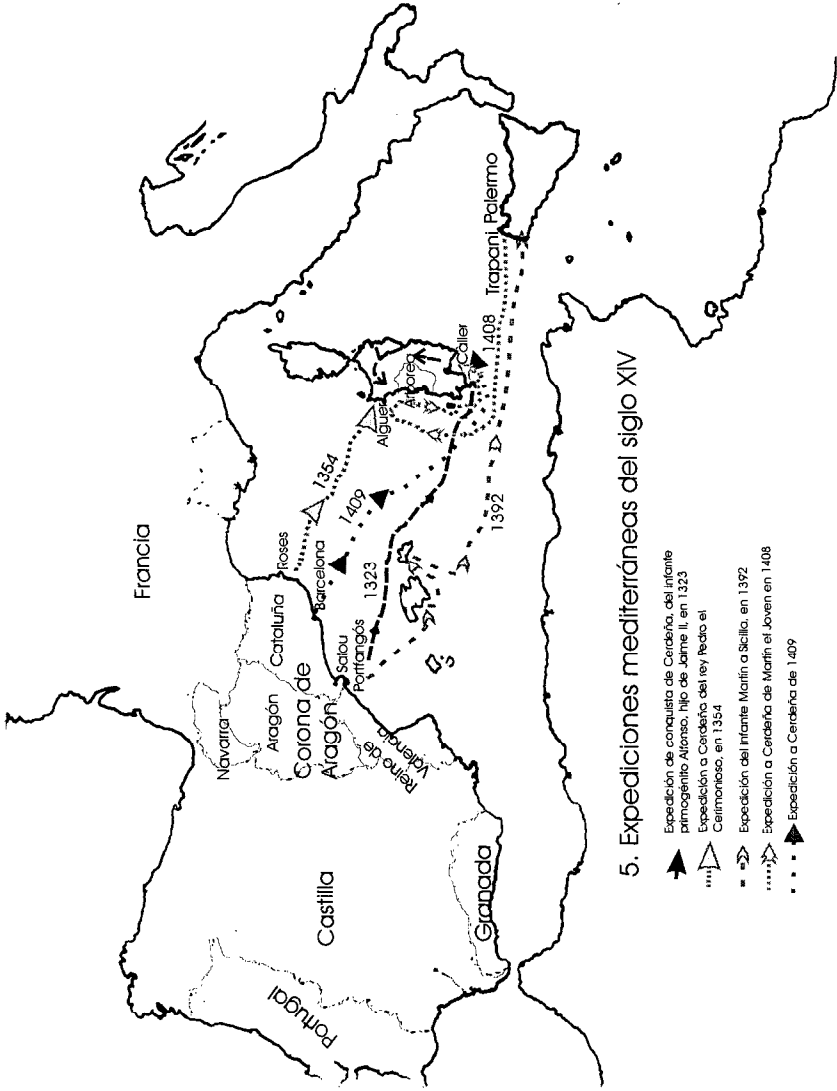 Francia
Navarra
Aragón
Cataluña
Corona de
Aragón
Reino de
Valencia
Castilla
Portugal
Granada
Roses
Barcelona
Salou
Portfangós
1354
1409
1323
1392
1408
Alguer
Arborea
Caller
Trapani
Palermo
5. Expediciones mediterráneas del siglo XIV
Expedición de conquista de Cerdeña, del infante
primogénito Alfonso, hijo de Jaime II, en 1323
Expedición a Cerdeña del rey Pedro el
Cerimonioso, en 1354
Expedición del infante Martín a Sicilia, en 1392
Expedición a Cerdeña de Martín el Joven en 1408
Expedición a Cerdeña de 1409